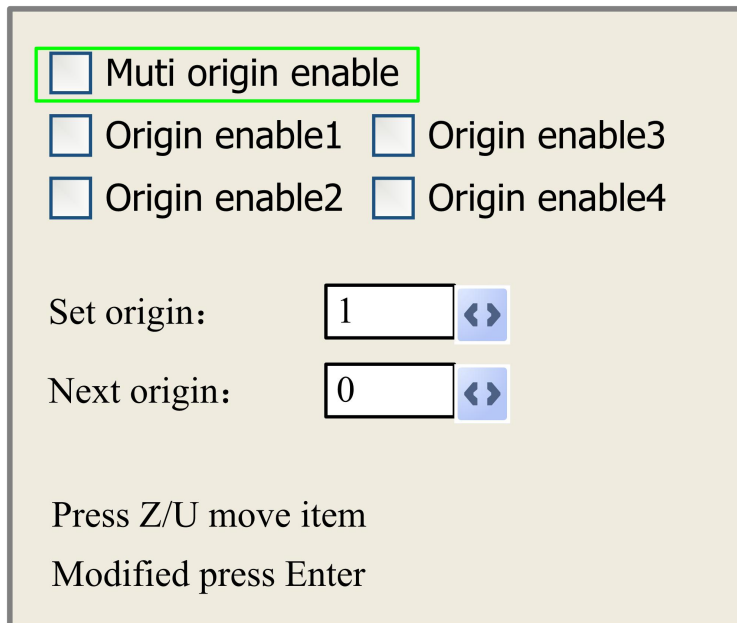 Muti origin enable
Origin enable1 Origin enable3
Origin enable2 Origin enable4
Set origin： 1
Next origin： 0
Press Z/U move item
Modified press Enter